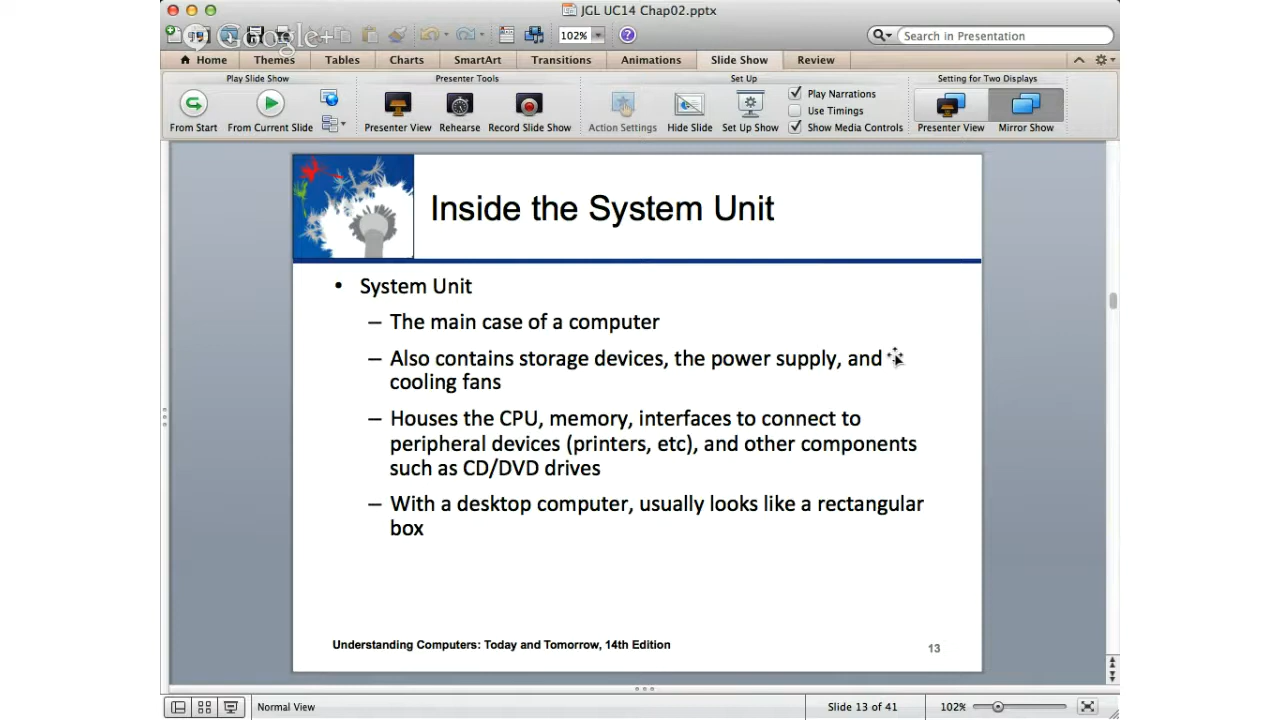 JGL UC14 Chap02.pptx
Google+
102%
Search in Presentation
Home Themes Tables Charts SmartArt Transitions Animations Slide Show Review
Play Slide Show Presenter Tools Set Up Setting for Two Displays
Play Narrations
Use Timings
Show Media Controls
From Start From Current Slide Presenter View Rehearse Record Slide Show Action Settings Hide Slide Set Up Show Presenter View Mirror Show
Inside the System Unit
• System Unit
– The main case of a computer
– Also contains storage devices, the power supply, and
cooling fans
– Houses the CPU, memory, interfaces to connect to
peripheral devices (printers, etc), and other components
such as CD/DVD drives
– With a desktop computer, usually looks like a rectangular
box
Understanding Computers: Today and Tomorrow, 14th Edition
13
Normal View Slide 13 of 41 102%